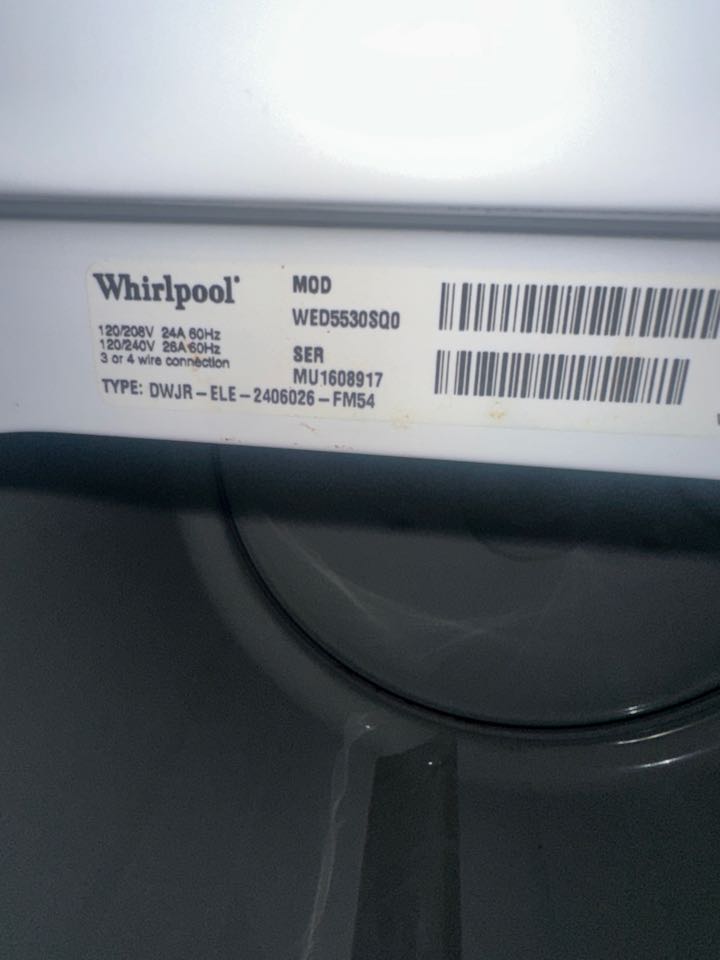 Whirlpool
120/208V 24A 60Hz
120/240V 26A 60Hz
3 or 4 wire connection
TYPE: DWJR-ELE-2406026-FM54
MOD
WED5530SQ0
SER
MU1608917